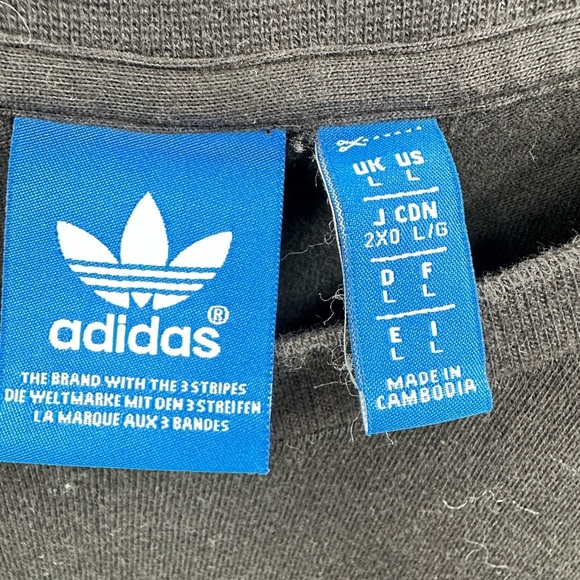 adidas®
THE BRAND WITH THE 3 STRIPES
DIE WELTMARKE MIT DEN 3 STREIFEN
LA MARQUE AUX 3 BANDES
UK US
L L
J CDN
2XO L/G
D F
L L
E I
L L
MADE IN
CAMBODIA